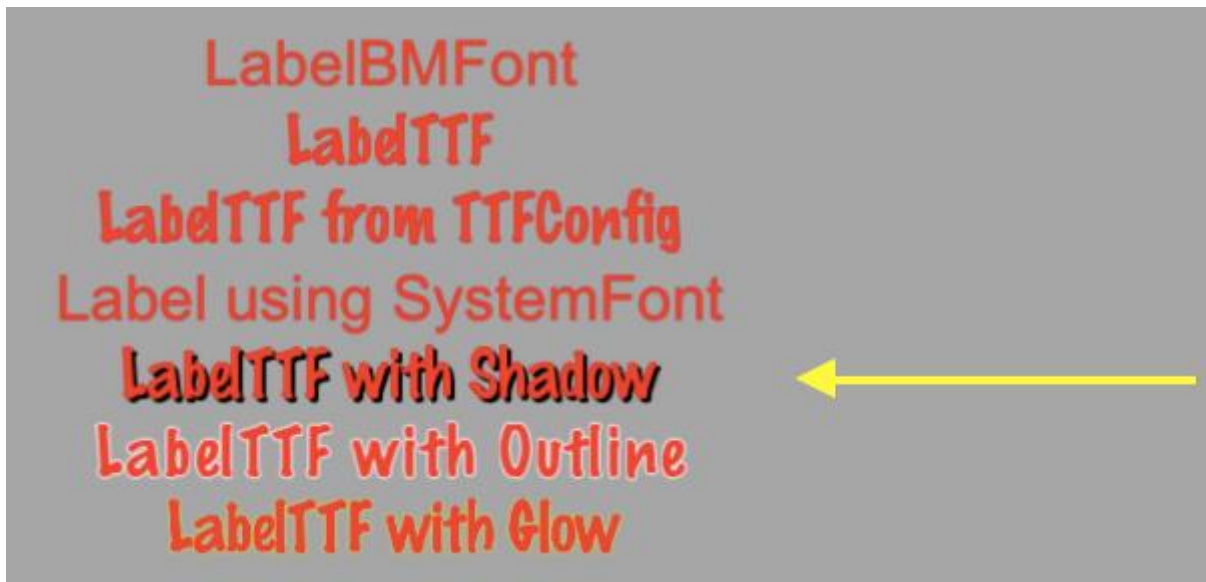 LabelBMFont
LabelTTF
LabelTTF from TTFConfig
Label using SystemFont
LabelTTF with Shadow
LabelTTF with Outline
LabelTTF with Glow